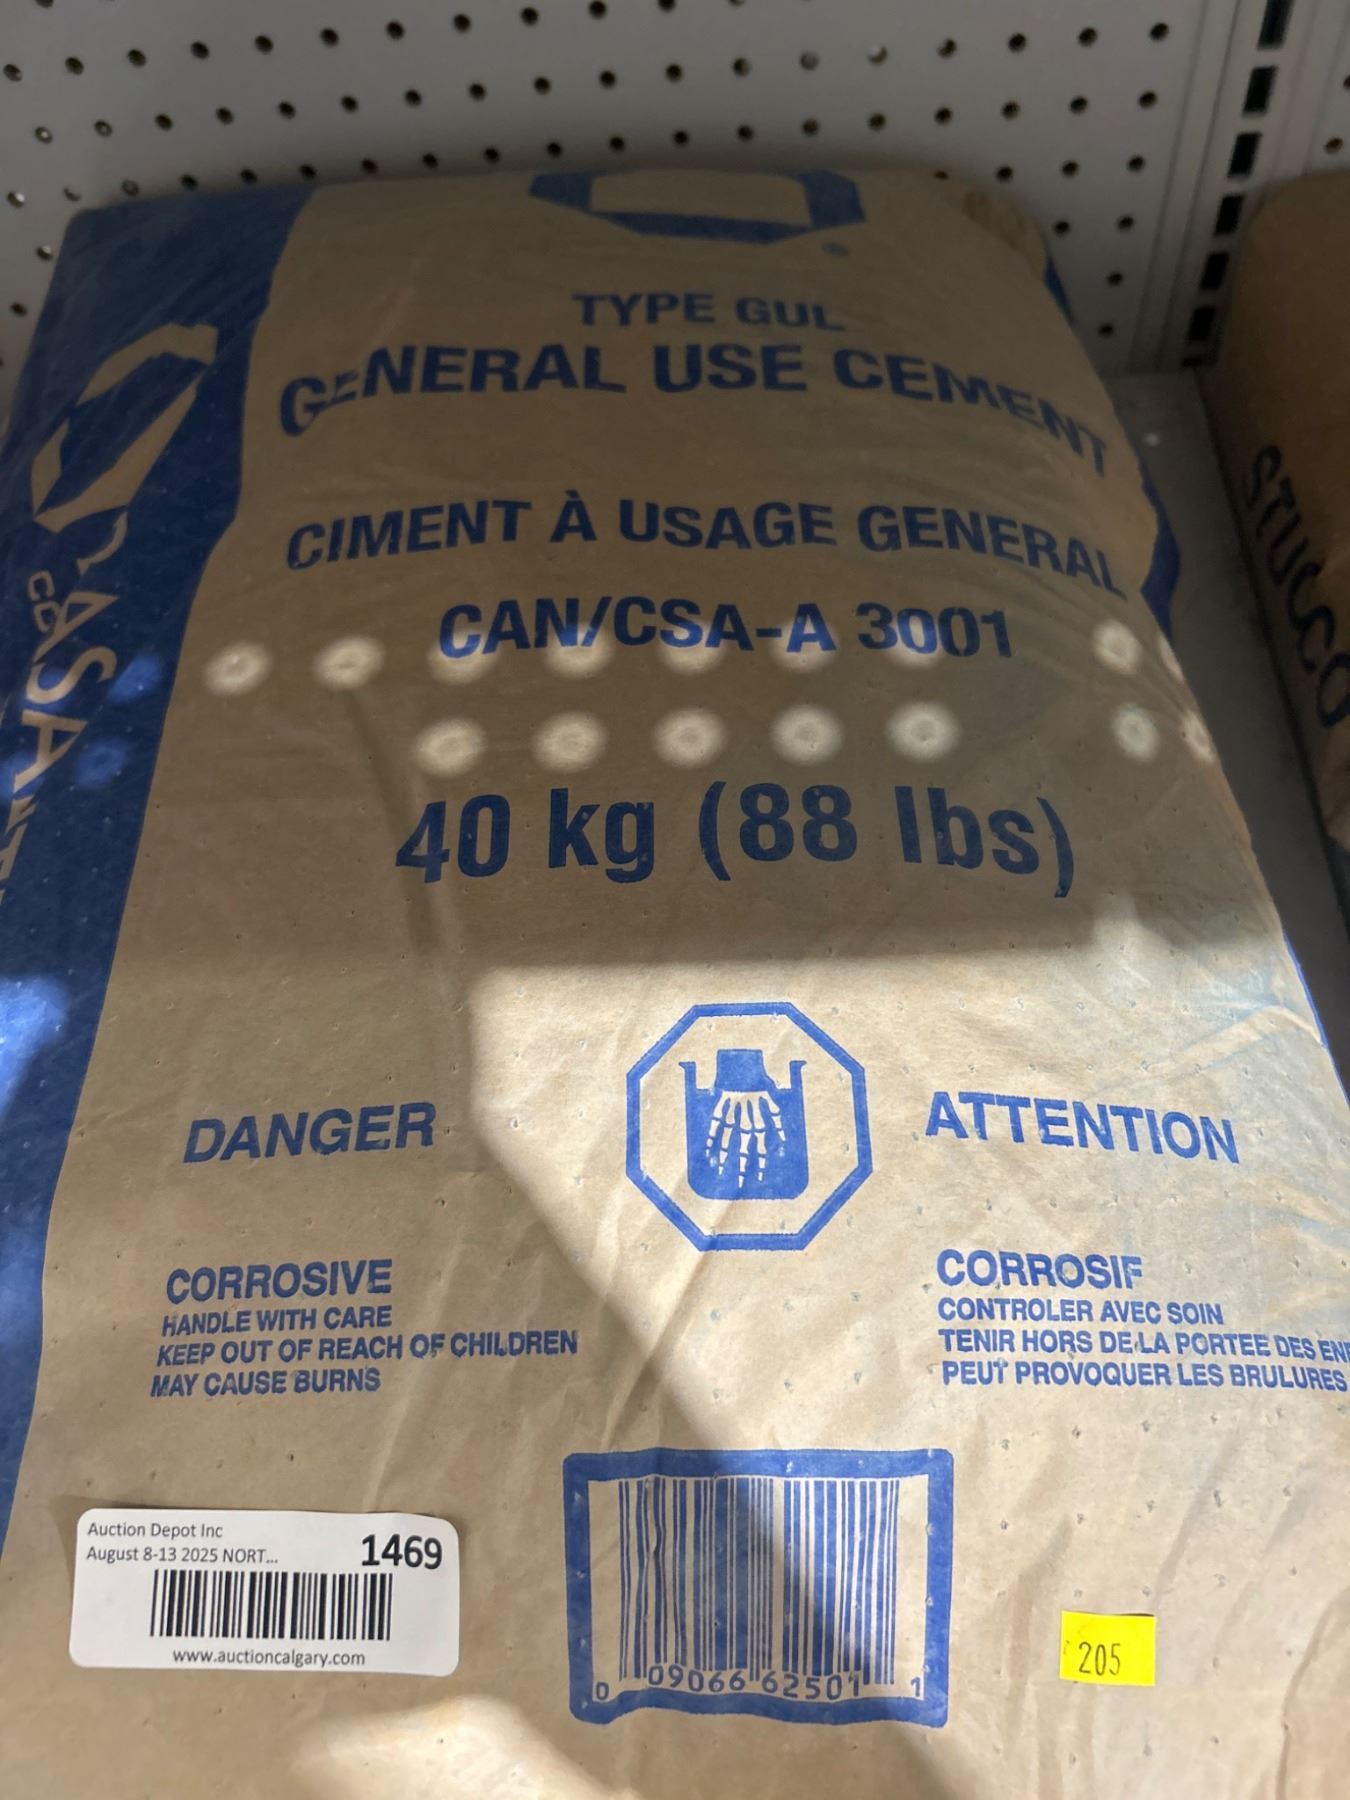 TYPE GUL
GENERAL USE CEMENT
CIMENT À USAGE GENERAL
CAN/CSA-A 3001
40 kg (88 lbs)
DANGER
ATTENTION
CORROSIVE
HANDLE WITH CARE
KEEP OUT OF REACH OF CHILDREN
MAY CAUSE BURNS
CORROSIF
CONTROLER AVEC SOIN
TENIR HORS DE LA PORTEE DES
PEUT PROVOQUER LES BRULURES
Auction Depot Inc
1469
August 8-13 2025 NORT...
www.auctioncalgary.com
0 09066 62501 1
205
STUCCO